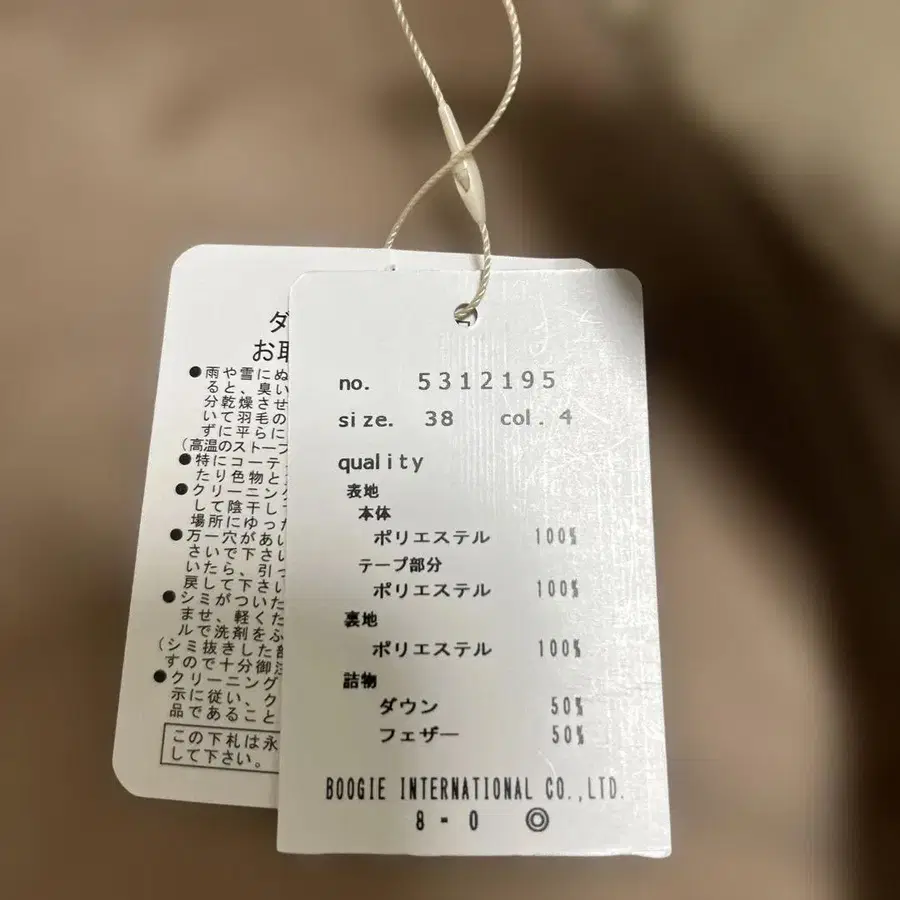 no. 5312195
size. 38 col. 4
quality
表地
本体
ポリエステル 100%
テープ部分
ポリエステル 100%
裏地
ポリエステル 100%
詰物
ダウン 50%
フェザー 50%
BOOGIE INTERNATIONAL CO.,LTD.
8 - 0 ◎
ダ
お取
●雨や雪にぬ
ると、臭い
分乾燥させ
いて羽毛の
ずに平らに
(高温のストーブ
●特にコーテ
たり色物と
●クリーニング
して陰干し
場所にゆった
●万一穴があい
さいで下さい
いたら、引っ
戻して下さい
●シミがついた
ませ、軽くた
ルで洗剤をふ
(シミ抜きした部
すので十分御注
●クリーニング
示に従い、ク
品であること
この下札は永
して下さい。